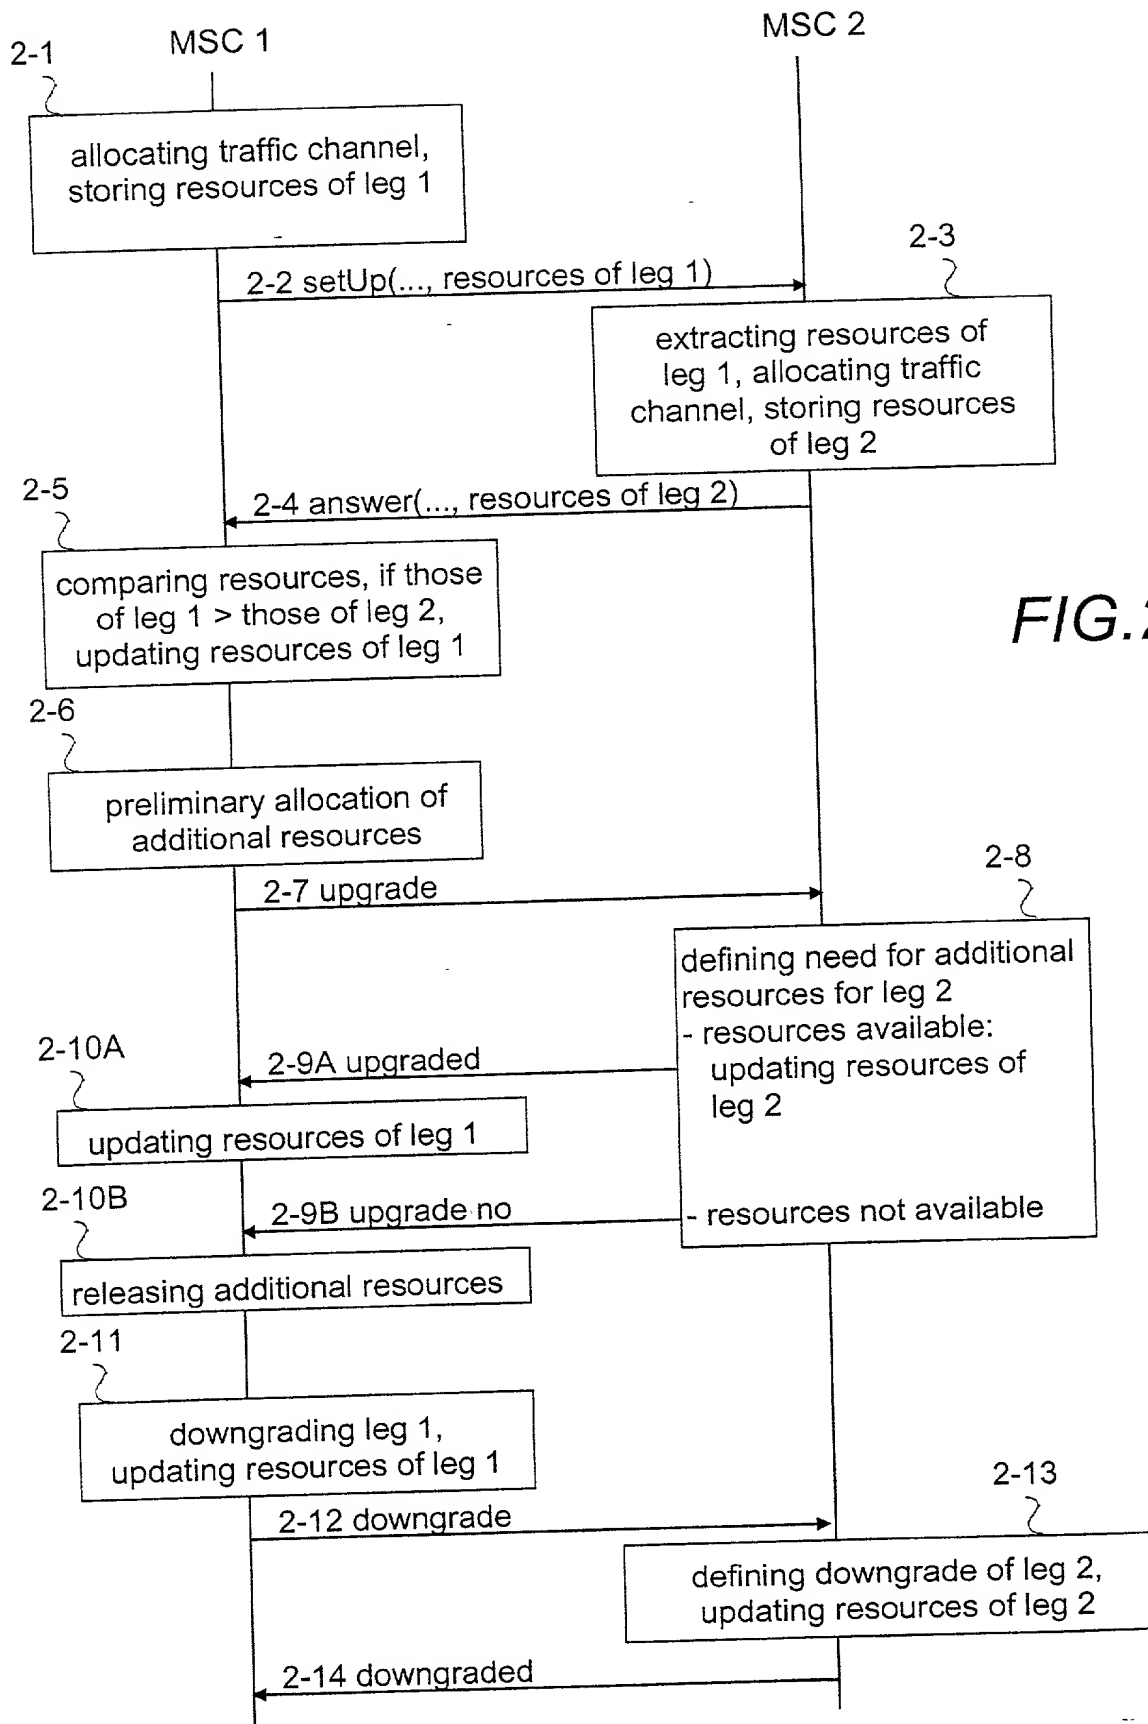 MSC 1
MSC 2
2-1
allocating traffic channel,
storing resources of leg 1
2-2 setUp(..., resources of leg 1)
2-3
extracting resources of
leg 1, allocating traffic
channel, storing resources
of leg 2
2-4 answer(..., resources of leg 2)
2-5
comparing resources, if those
of leg 1 > those of leg 2,
updating resources of leg 1
FIG.2
2-6
preliminary allocation of
additional resources
2-7 upgrade
2-8
defining need for additional
resources for leg 2
- resources available:
updating resources of
leg 2
- resources not available
2-9A upgraded
2-10A
updating resources of leg 1
2-9B upgrade no
2-10B
releasing additional resources
2-11
downgrading leg 1,
updating resources of leg 1
2-12 downgrade
2-13
defining downgrade of leg 2,
updating resources of leg 2
2-14 downgraded